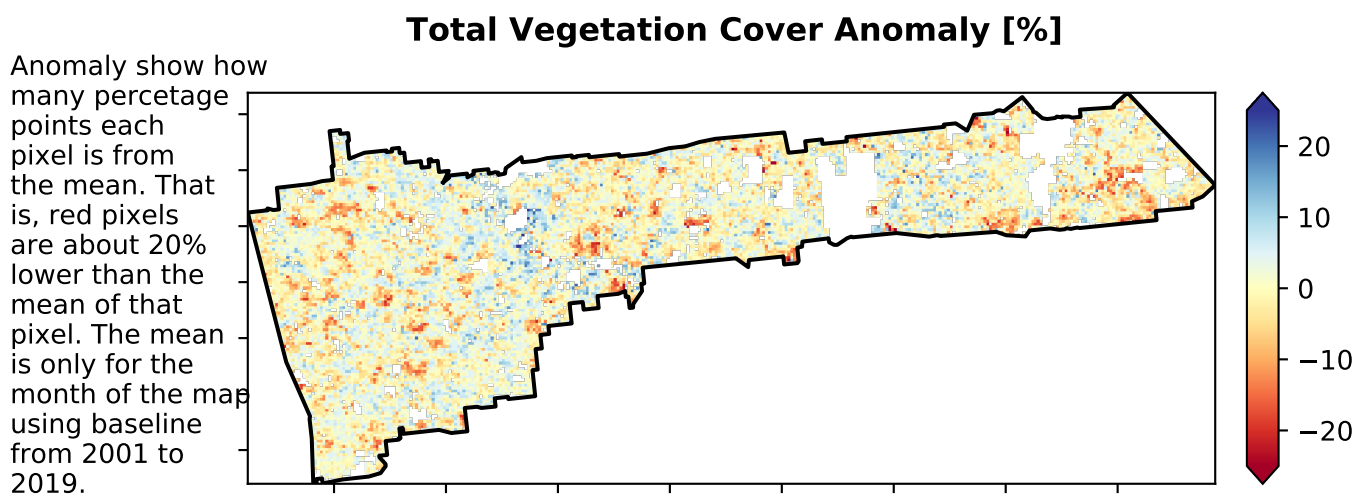 Total Vegetation Cover Anomaly [%]
Anomaly show how
many percetage
points each
pixel is from
the mean. That
is, red pixels
are about 20%
lower than the
mean of that
pixel. The mean
is only for the
month of the map
using baseline
from 2001 to
2019.
20
10
0
−10
−20